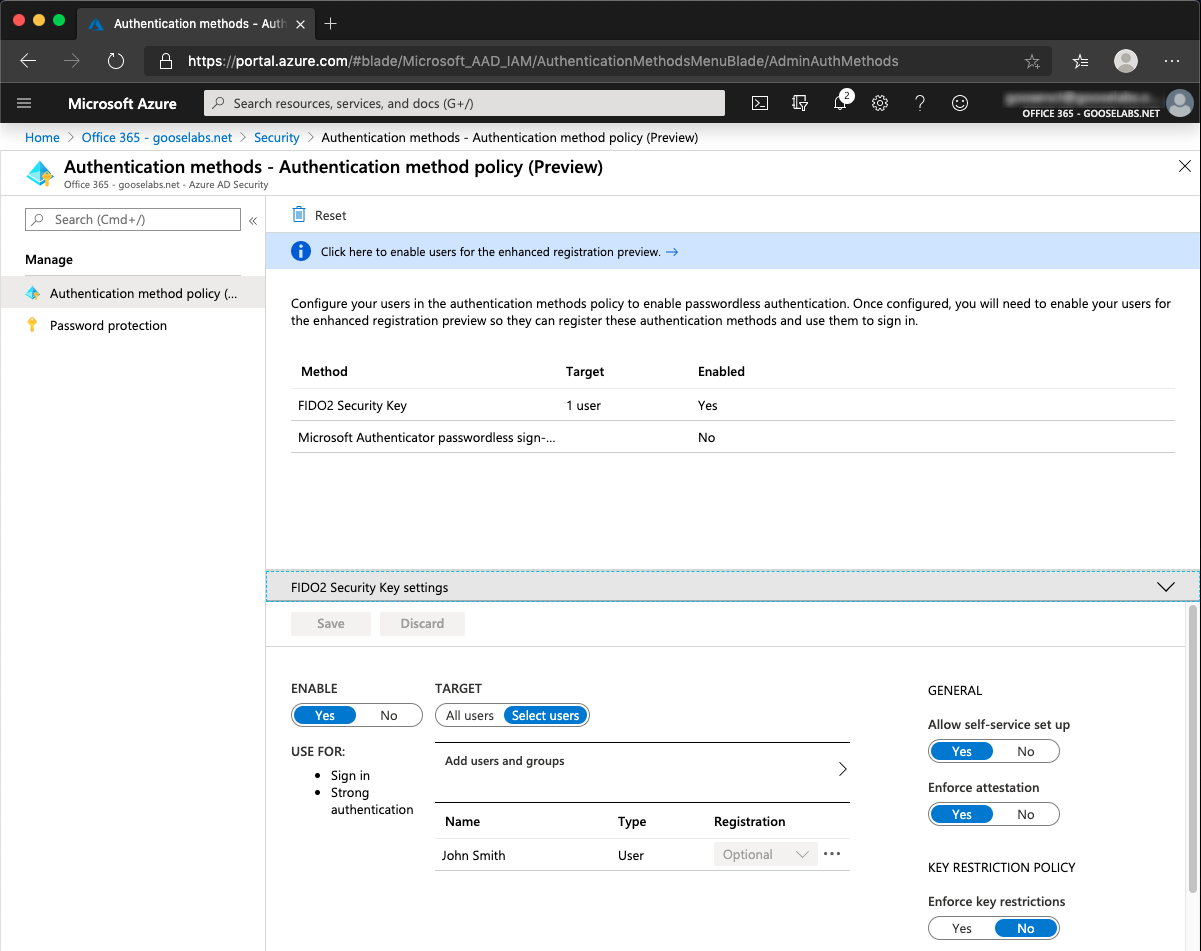 Authentication methods - Auth
https://portal.azure.com/#blade/Microsoft_AAD_IAM/AuthenticationMethodsMenuBlade/AdminAuthMethods
Microsoft Azure
Search resources, services, and docs (G+/)
2
OFFICE 365 - GOOSELABS.NET
Home > Office 365 - gooselabs.net > Security > Authentication methods - Authentication method policy (Preview)
Authentication methods - Authentication method policy (Preview)
Office 365 - gooselabs.net - Azure AD Security
Search (Cmd+/)
«
Manage
Authentication method policy (...
Password protection
Reset
Click here to enable users for the enhanced registration preview. →
Configure your users in the authentication methods policy to enable passwordless authentication. Once configured, you will need to enable your users for
the enhanced registration preview so they can register these authentication methods and use them to sign in.
Method Target Enabled
FIDO2 Security Key 1 user Yes
Microsoft Authenticator passwordless sign-... No
FIDO2 Security Key settings
Save Discard
ENABLE
Yes No
USE FOR:
• Sign in
• Strong
authentication
TARGET
All users Select users
Add users and groups
Name Type Registration
John Smith User Optional ...
GENERAL
Allow self-service set up
Yes No
Enforce attestation
Yes No
KEY RESTRICTION POLICY
Enforce key restrictions
Yes No